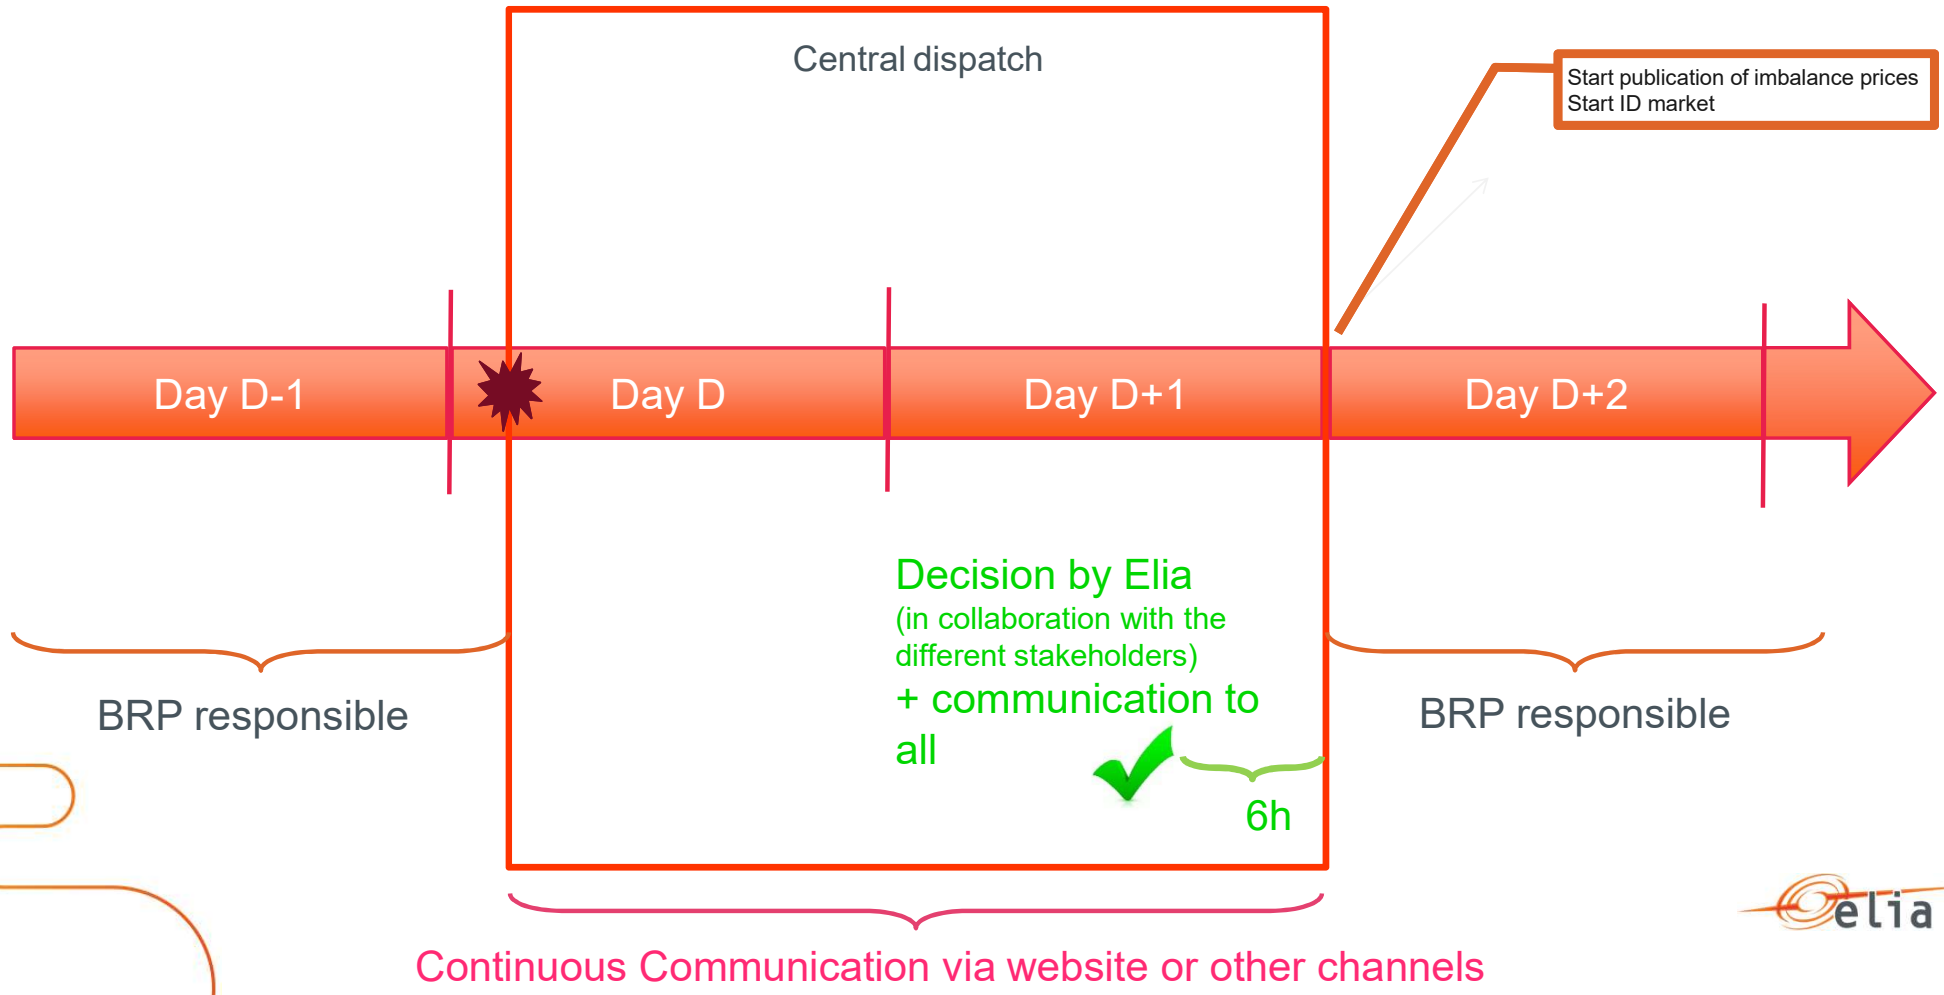 Central dispatch
Start publication of imbalance prices
Start ID market
Day D-1
Day D
Day D+1
Day D+2
Decision by Elia
(in collaboration with the
different stakeholders)
+ communication to
all
6h
BRP responsible
BRP responsible
elia
Continuous Communication via website or other channels